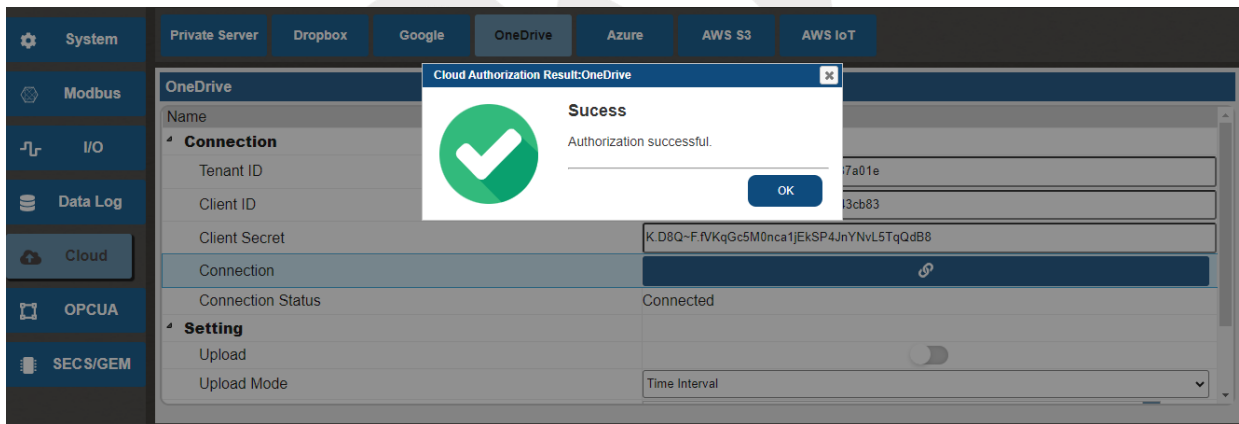 System
Private Server Dropbox Google OneDrive Azure AWS S3 AWS IoT
Cloud Authorization Result:OneDrive
Sucess
Authorization successful.
OK
Modbus
OneDrive
Name
I/O
Connection
Tenant ID 7a01e
Data Log
Client ID 3cb83
Client Secret K.D8Q~F.fVKqGc5M0nca1jEkSP4JnYNvL5TqQdB8
Cloud
Connection
Connection Status Connected
OPCUA
Setting
Upload
SECS/GEM
Upload Mode Time Interval